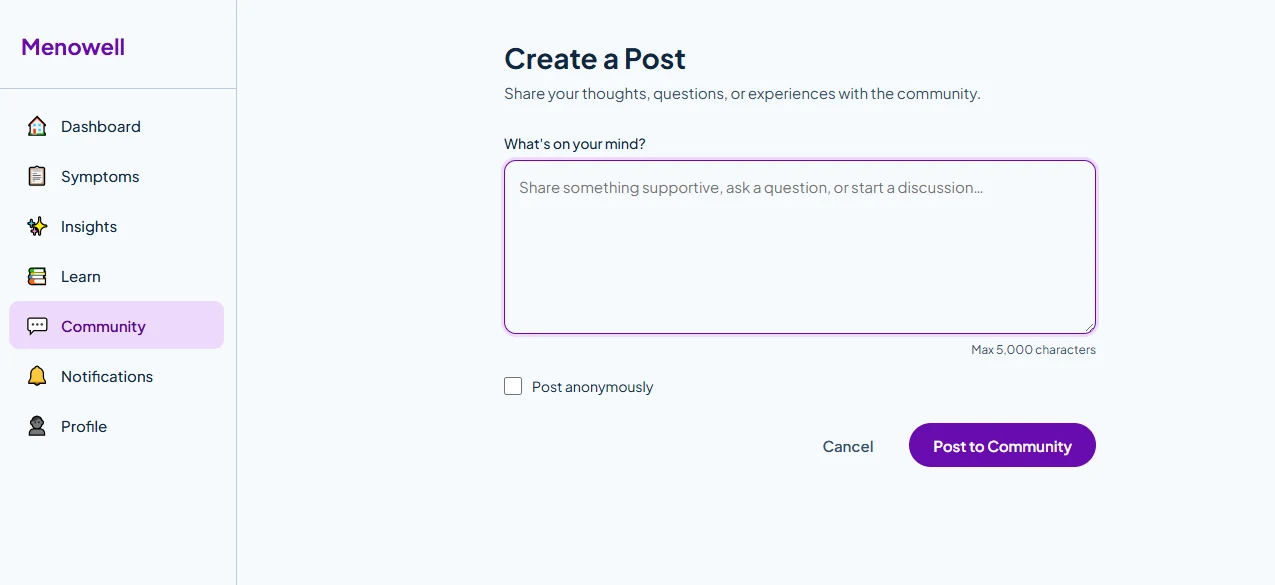 Menowell
Dashboard
Symptoms
Insights
Learn
Community
Notifications
Profile
Create a Post
Share your thoughts, questions, or experiences with the community.
What's on your mind?
Share something supportive, ask a question, or start a discussion...
Max 5,000 characters
Post anonymously
Cancel
Post to Community